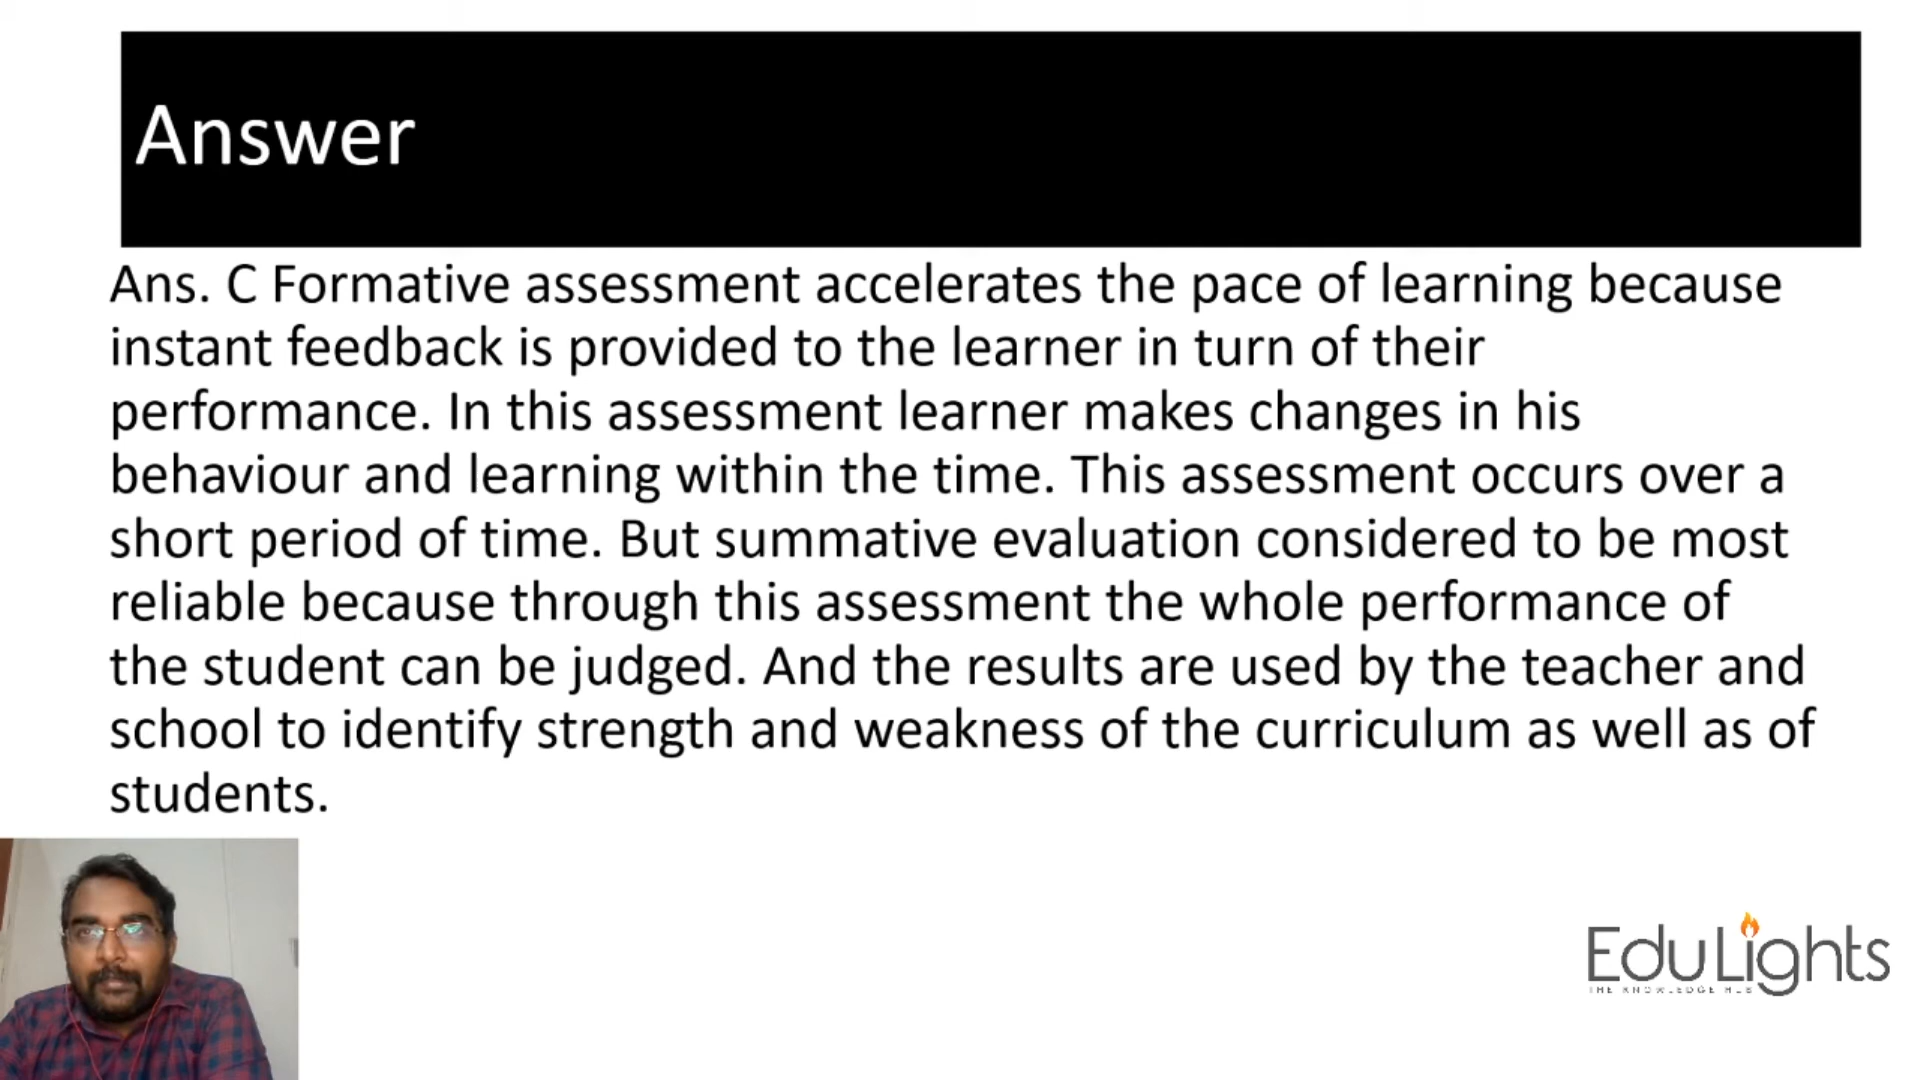 Answer
Ans. C Formative assessment accelerates the pace of learning because
instant feedback is provided to the learner in turn of their
performance. In this assessment learner makes changes in his
behaviour and learning within the time. This assessment occurs over a
short period of time. But summative evaluation considered to be most
reliable because through this assessment the whole performance of
the student can be judged. And the results are used by the teacher and
school to identify strength and weakness of the curriculum as well as of
students.
EduLights
THE KNOWLEDGE HUB